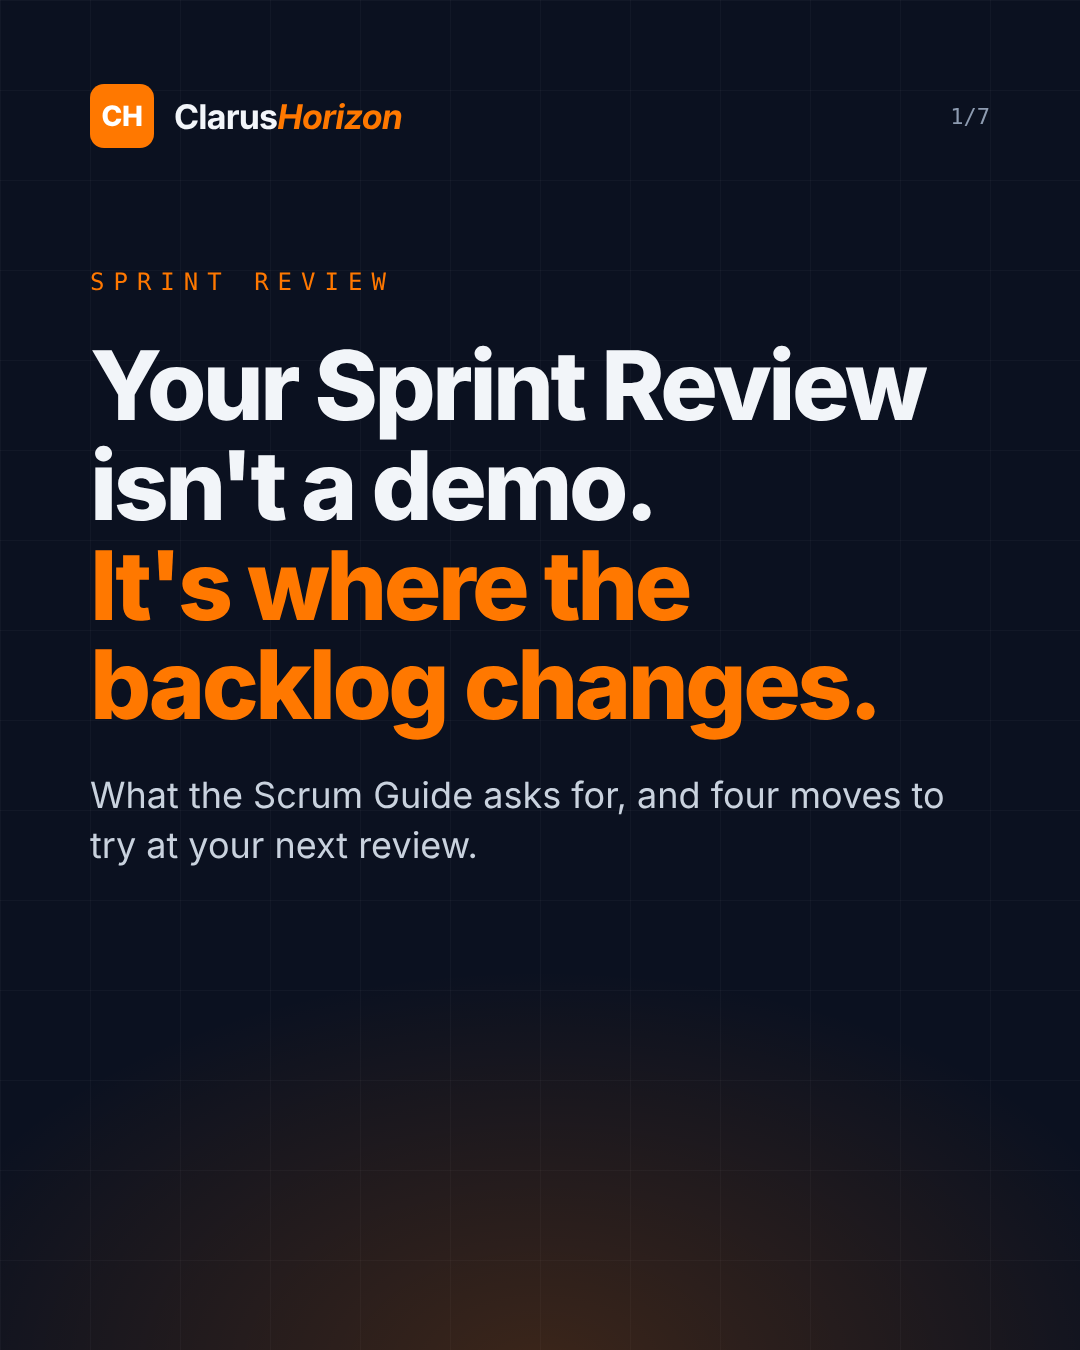 CH ClarusHorizon 1/7
SPRINT REVIEW
Your Sprint Review
isn't a demo.
It's where the
backlog changes.
What the Scrum Guide asks for, and four moves to
try at your next review.